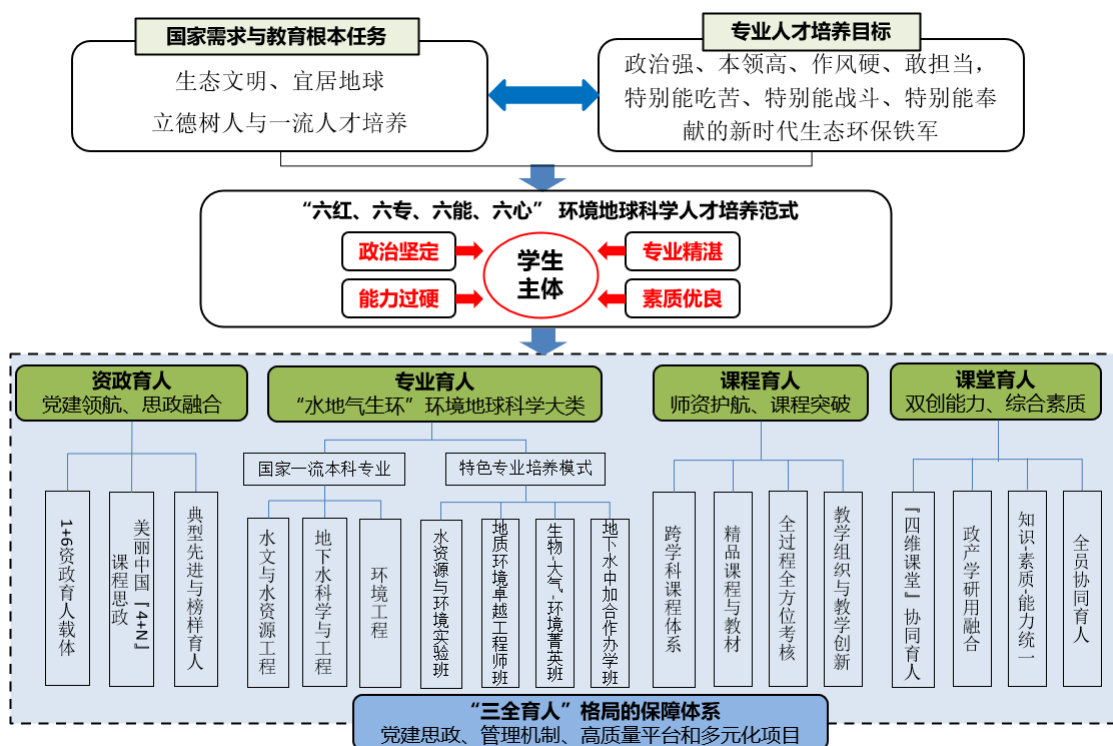 国家需求与教育根本任务
生态文明、宜居地球
立德树人与一流人才培养
专业人才培养目标
政治强、本领高、作风硬、敢担当，
特别能吃苦、特别能战斗、特别能奉
献的新时代生态环保铁军
“六红、六专、六能、六心” 环境地球科学人才培养范式
政治坚定
能力过硬
学生
主体
专业精湛
素质优良
资政育人
党建领航、思政融合
1+6资政育人载体
美丽中国『4+N』
课程思政
典型先进与榜样育人
专业育人
“水地气生环” 环境地球科学大类
国家一流本科专业
水文与水资源工程
地下水科学与工程
环境工程
特色专业培养模式
水资源与环境实验班
地质环境卓越工程师班
生物-大气-环境菁英班
地下水中加合作办学班
课程育人
师资护航、课程突破
跨学科课程体系
精品课程与教材
全过程全方位考核
教学组织与教学创新
课堂育人
双创能力、综合素质
『四维课堂』协同育人
政产学研用融合
知识-素质-能力统一
全员协同育人
“三全育人” 格局的保障体系
党建思政、管理机制、高质量平台和多元化项目